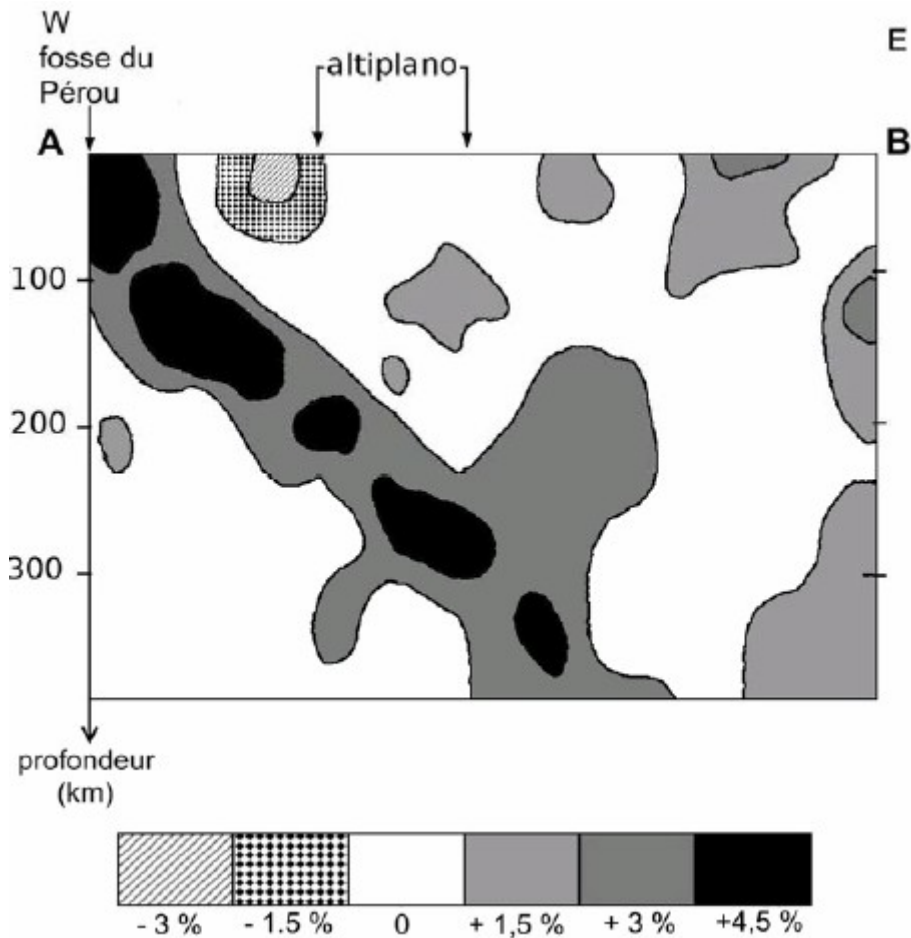 W
fosse du
Pérou
altiplano
E
A
B
100
200
300
profondeur
(km)
- 3 %
- 1.5 %
0
+ 1,5 %
+ 3 %
+4,5 %